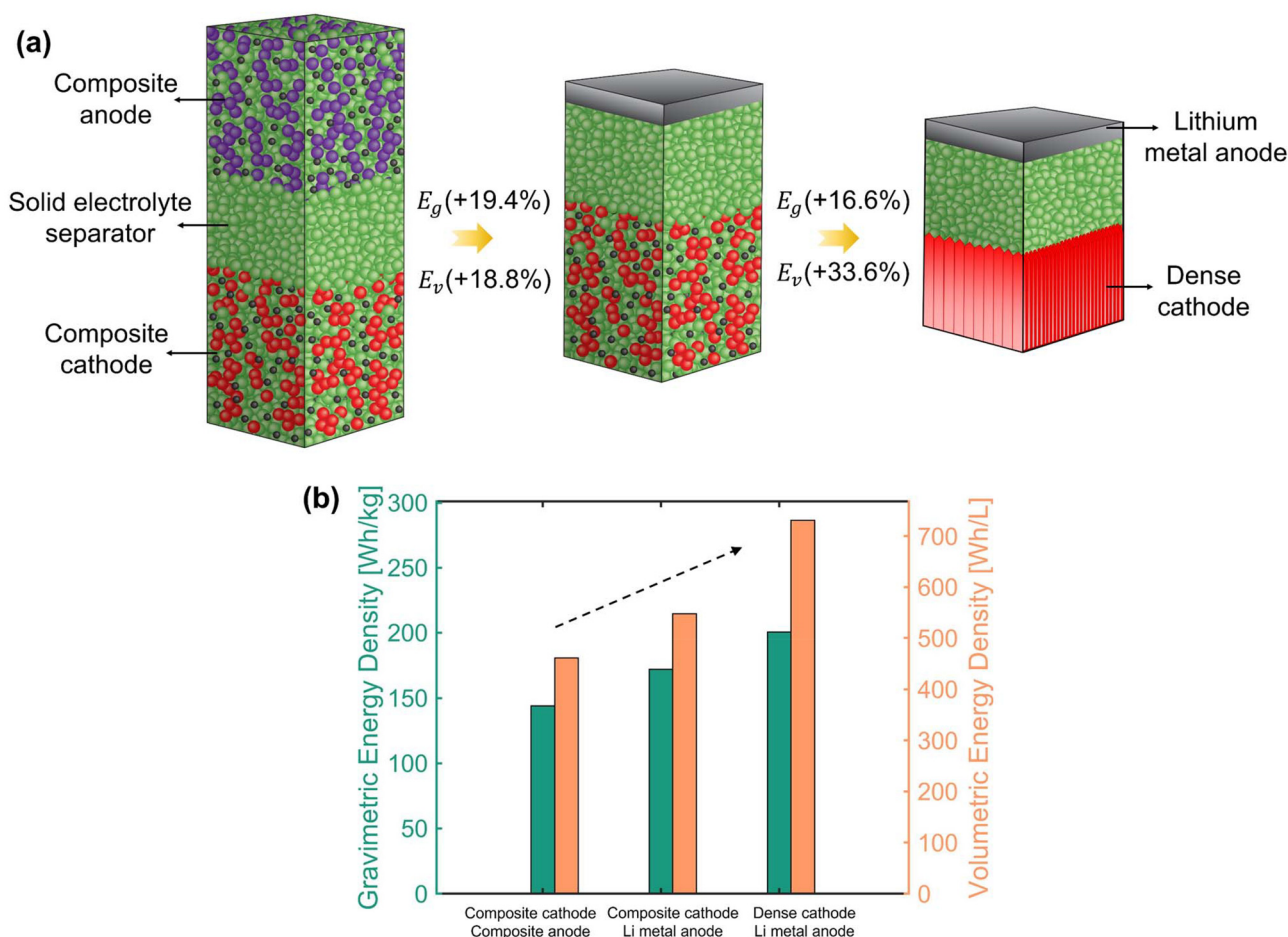 (a)
Composite
anode
Solid electrolyte
separator
Composite
cathode
E_g(+19.4%)
E_v(+18.8%)
E_g(+16.6%)
E_v(+33.6%)
Lithium
metal anode
Dense
cathode
(b)
Gravimetric Energy Density [Wh/kg]
300
250
200
150
100
50
0
Volumetric Energy Density [Wh/L]
700
600
500
400
300
200
100
0
Composite cathode
Composite anode
Composite cathode
Li metal anode
Dense cathode
Li metal anode